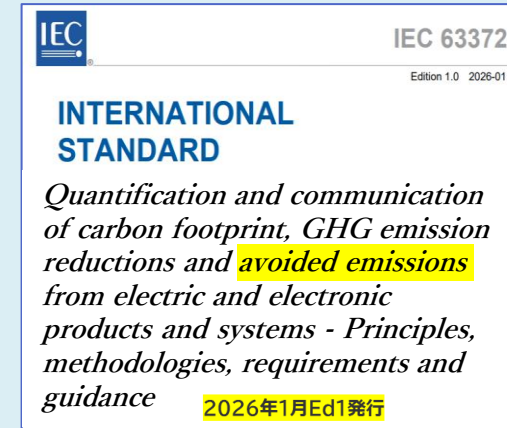 IEC
®
IEC 63372
Edition 1.0 2026-01
INTERNATIONAL
STANDARD
Quantification and communication
of carbon footprint, GHG emission
reductions and avoided emissions
from electric and electronic
products and systems - Principles,
methodologies, requirements and
guidance
2026年1月Ed1発行